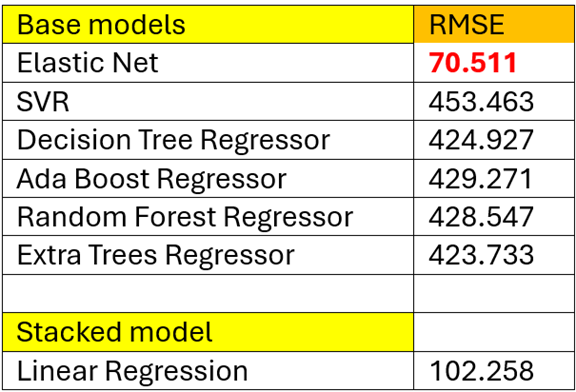 Base models RMSE
Elastic Net 70.511
SVR 453.463
Decision Tree Regressor 424.927
Ada Boost Regressor 429.271
Random Forest Regressor 428.547
Extra Trees Regressor 423.733
Stacked model
Linear Regression 102.258